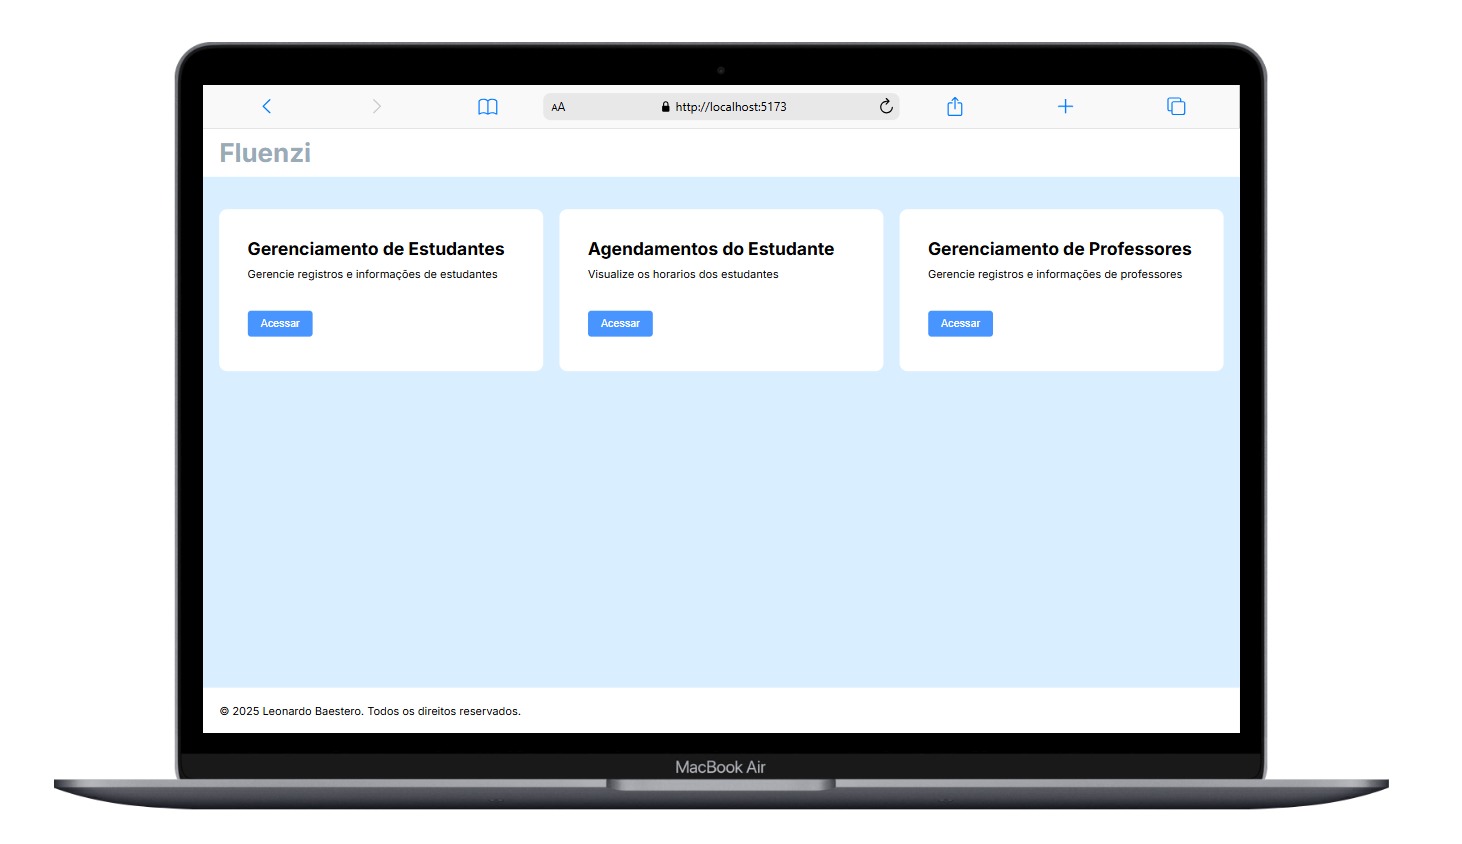 AA
http://localhost:5173
Fluenzi
Gerenciamento de Estudantes
Gerencie registros e informações de estudantes
Acessar
Agendamentos do Estudante
Visualize os horarios dos estudantes
Acessar
Gerenciamento de Professores
Gerencie registros e informações de professores
Acessar
© 2025 Leonardo Baestero. Todos os direitos reservados.
MacBook Air